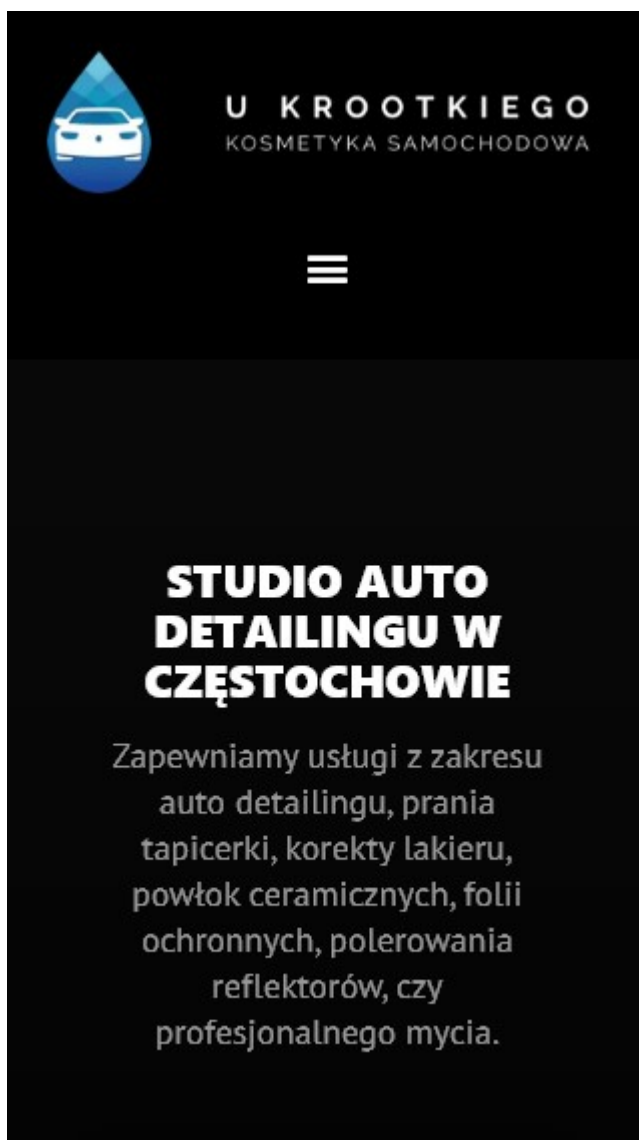 U KROOTKIEGO
KOSMETYKA SAMOCHODOWA
STUDIO AUTO
DETAILINGU W
CZĘSTOCHOWIE
Zapewniamy usługi z zakresu
auto detailingu, prania
tapicerki, korekty lakieru,
powłok ceramicznych, folii
ochronnych, polerowania
reflektorów, czy
profesjonalnego mycia.